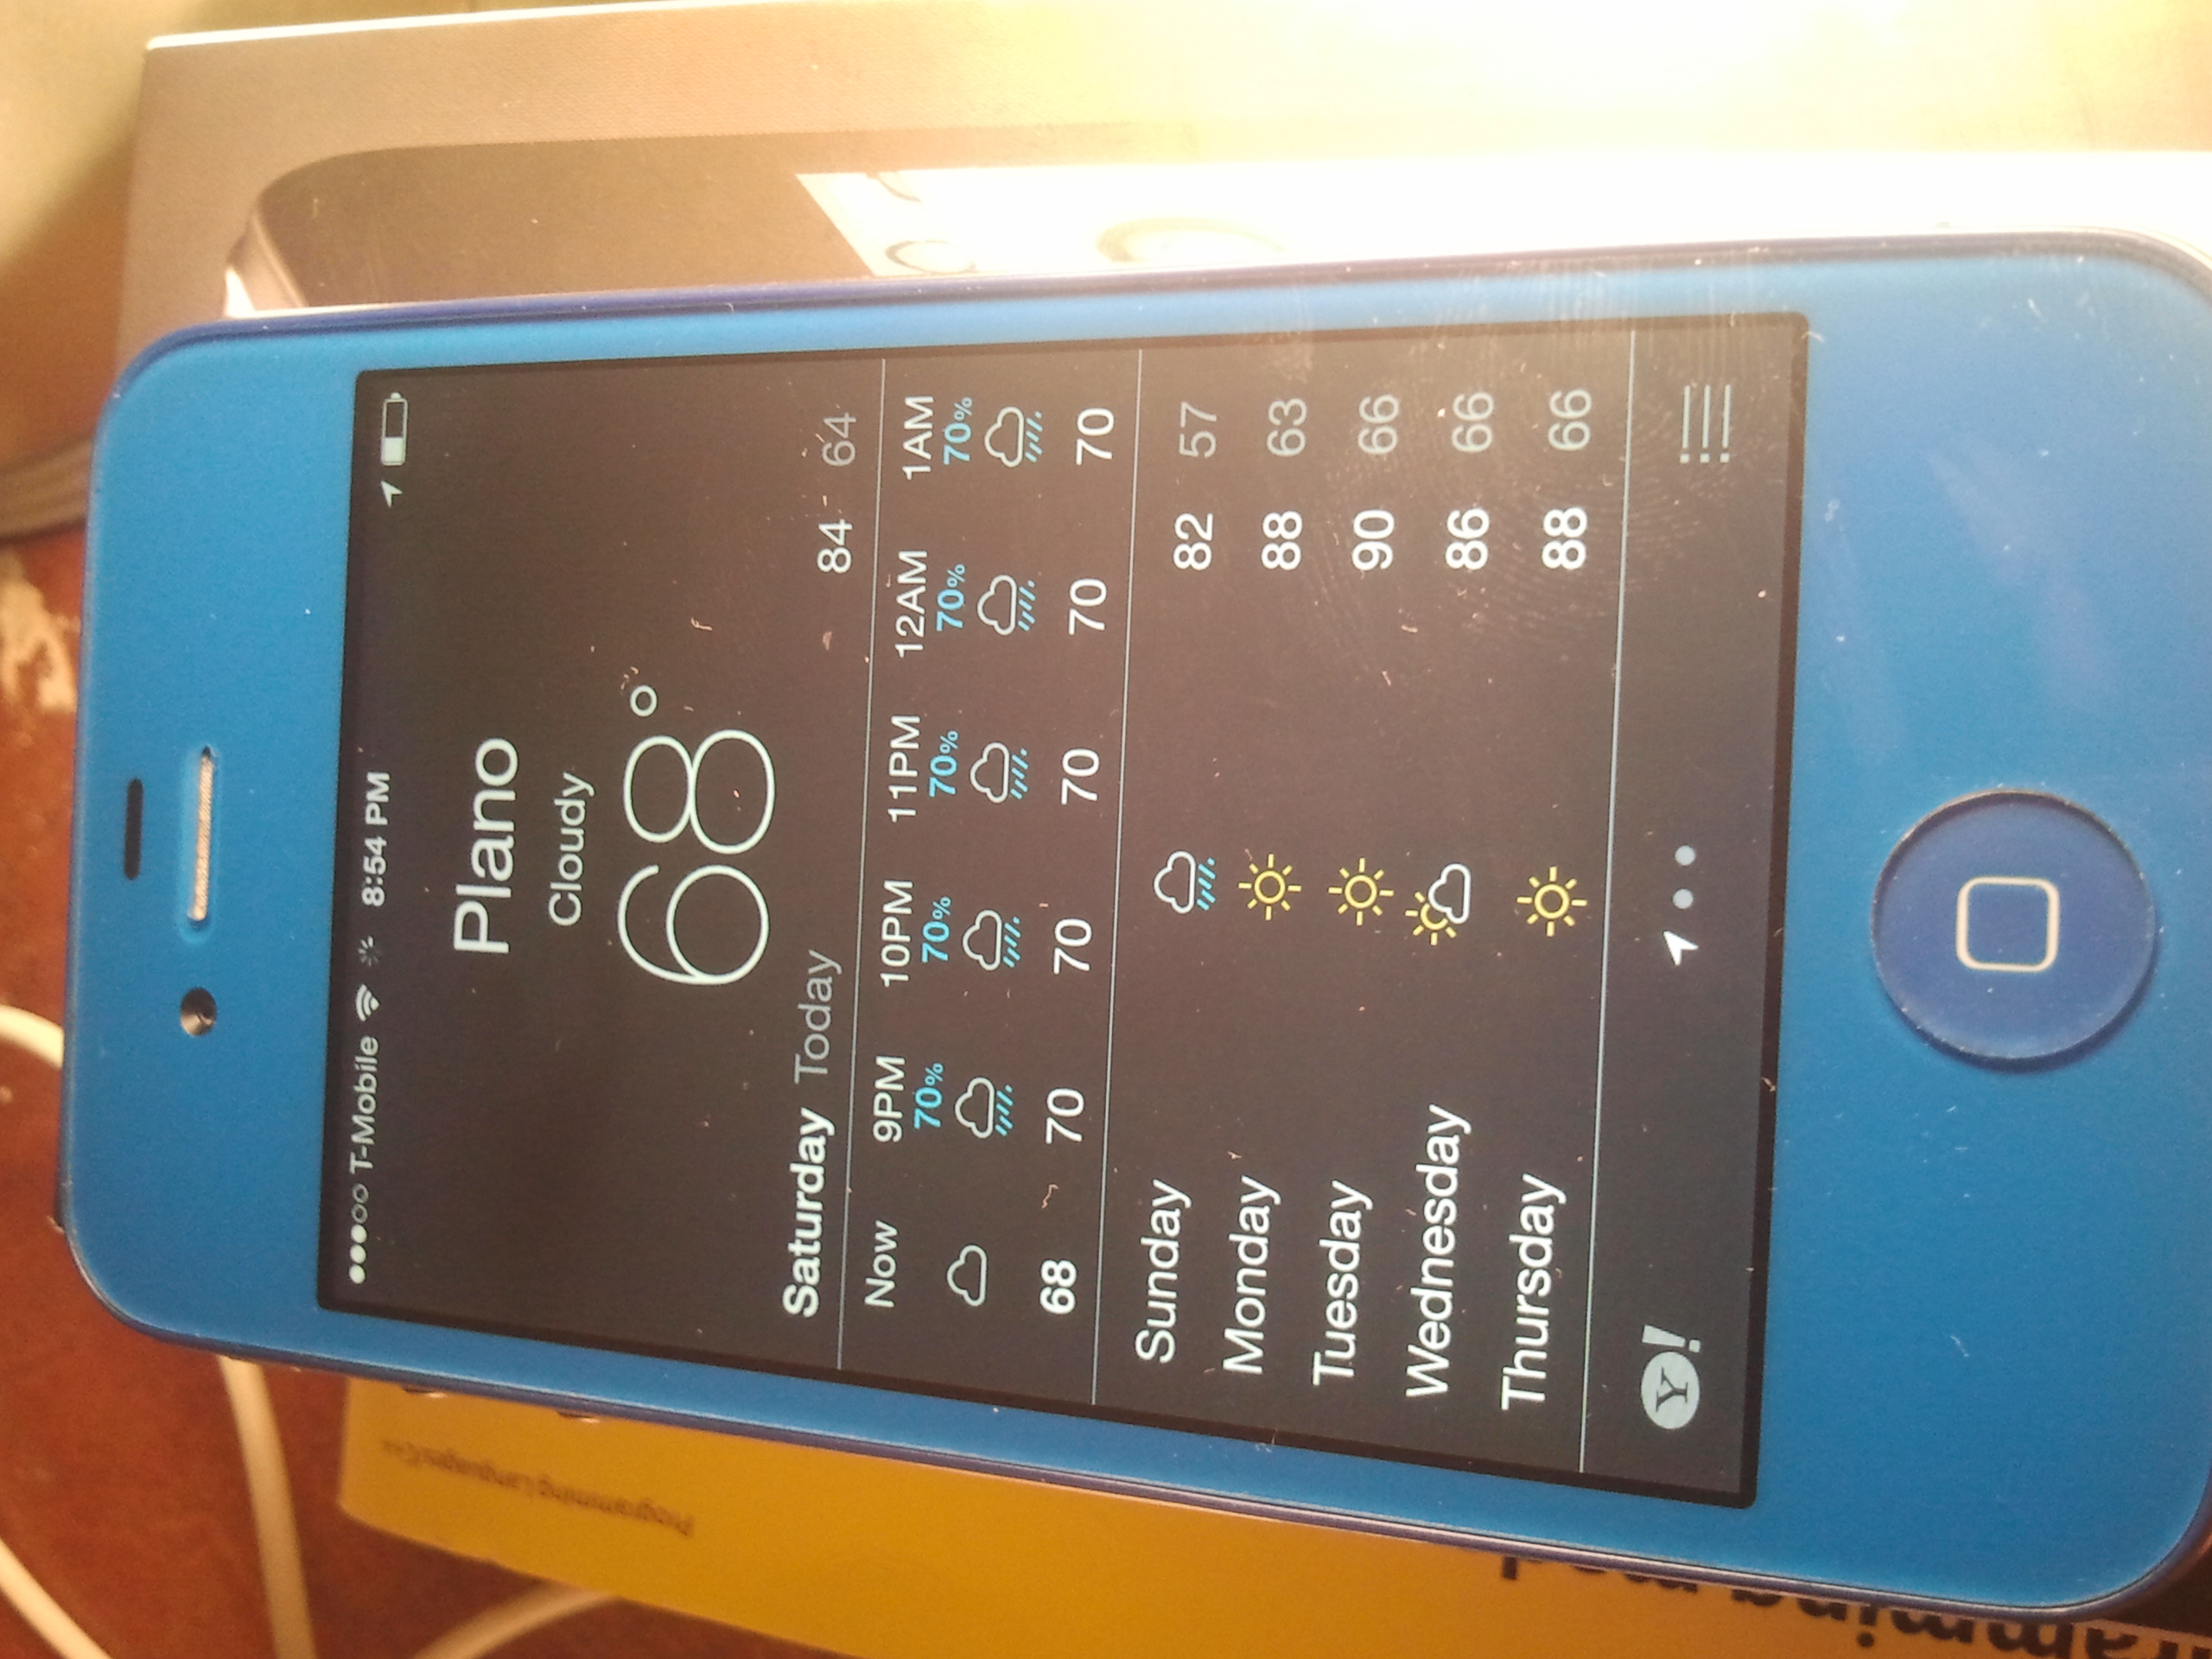 T-Mobile 8:54 PM
Plano
Cloudy
68°
Saturday Today 84 64
Now 9PM 10PM 11PM 12AM 1AM
70% 70% 70% 70% 70%
68 70 70 70 70 70
Sunday 82 57
Monday 88 63
Tuesday 90 66
Wednesday 86 66
Thursday 88 66
Y!
Programming Languages/C++